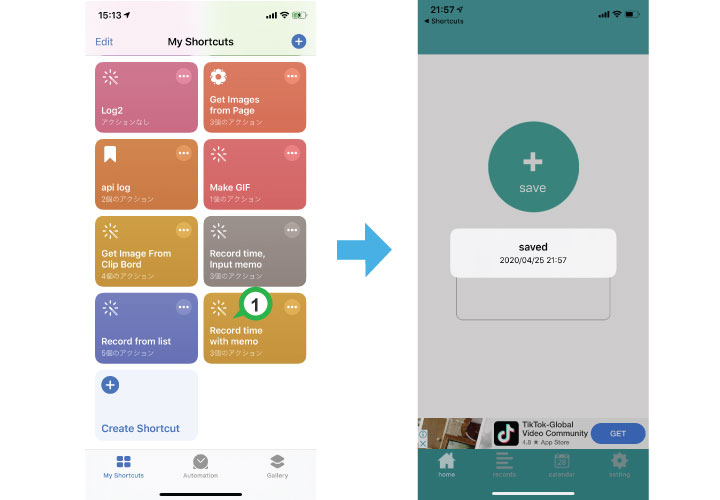 15:13
Edit
My Shortcuts
Log2
アクションなし
Get Images
from Page
3個のアクション
api log
2個のアクション
Make GIF
1個のアクション
Get Image From
Clip Bord
4個のアクション
Record time,
Input memo
3個のアクション
1
Record from list
5個のアクション
Record time
with memo
3個のアクション
Create Shortcut
My Shortcuts
Automation
Gallery
21:57
Shortcuts
save
saved
2020/04/25 21:57
TikTok-Global
Video Community
4.8 ★ App Store
GET
home
records
calendar
setting